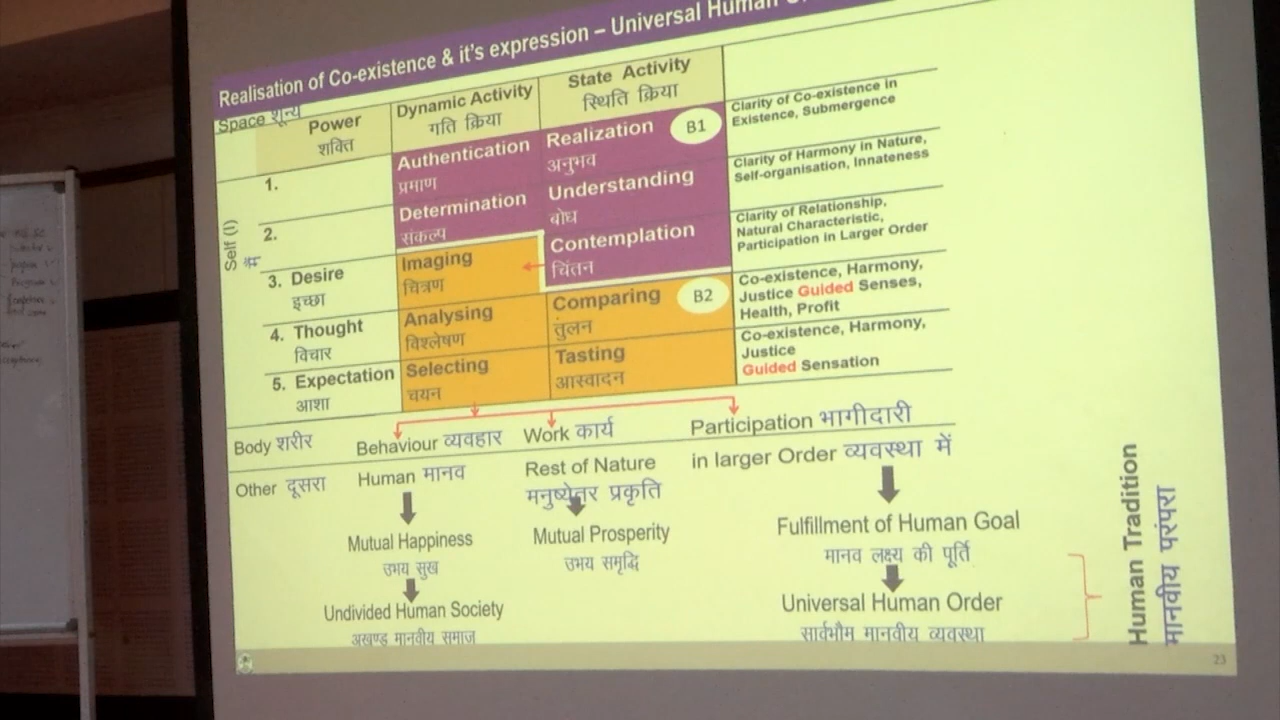 Realisation of Co-existence & it's expression – Universal Human
Space शून्य
Power
शक्ति
Dynamic Activity
गति क्रिया
State Activity
स्थिति क्रिया
Self (I)
1.
Authentication
प्रमाण
Realization
अनुभव
B1
Clarity of Co-existence in
Existence, Submergence
2.
Determination
संकल्प
Understanding
बोध
Clarity of Harmony in Nature,
Self-organisation, Innateness
3. Desire
इच्छा
Imaging
चित्रण
Contemplation
चिंतन
Clarity of Relationship,
Natural Characteristic,
Participation in Larger Order
4. Thought
विचार
Analysing
विश्लेषण
Comparing
तुलन
B2
Co-existence, Harmony,
Justice Guided Senses,
Health, Profit
5. Expectation
आशा
Selecting
चयन
Tasting
आस्वादन
Co-existence, Harmony,
Justice
Guided Sensation
Body शरीर
Behaviour व्यवहार
Work कार्य
Participation भागीदारी
in larger Order व्यवस्था में
Other दूसरा
Human मानव
Rest of Nature
मनुष्येतर प्रकृति
Mutual Happiness
उभय सुख
Mutual Prosperity
उभय समृद्धि
Fulfillment of Human Goal
मानव लक्ष्य की पूर्ति
Undivided Human Society
अखण्ड मानवीय समाज
Universal Human Order
सार्वभौम मानवीय व्यवस्था
Human Tradition
मानवीय परंपरा
23